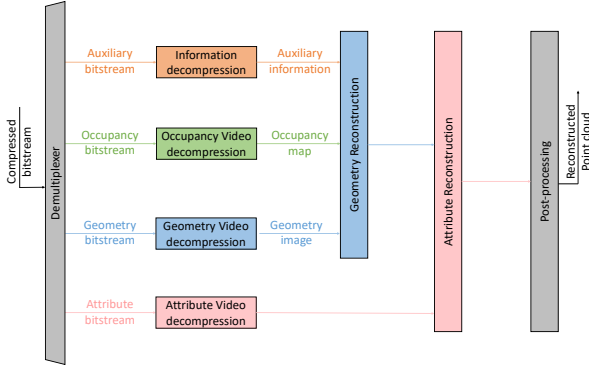 Compressed
bitstream
Demultiplexer
Auxiliary
bitstream
Information
decompression
Auxiliary
information
Occupancy
bitstream
Occupancy Video
decompression
Occupancy
map
Geometry
bitstream
Geometry Video
decompression
Geometry
image
Attribute
bitstream
Attribute Video
decompression
Geometry Reconstruction
Attribute Reconstruction
Post-processing
Reconstructed
Point cloud